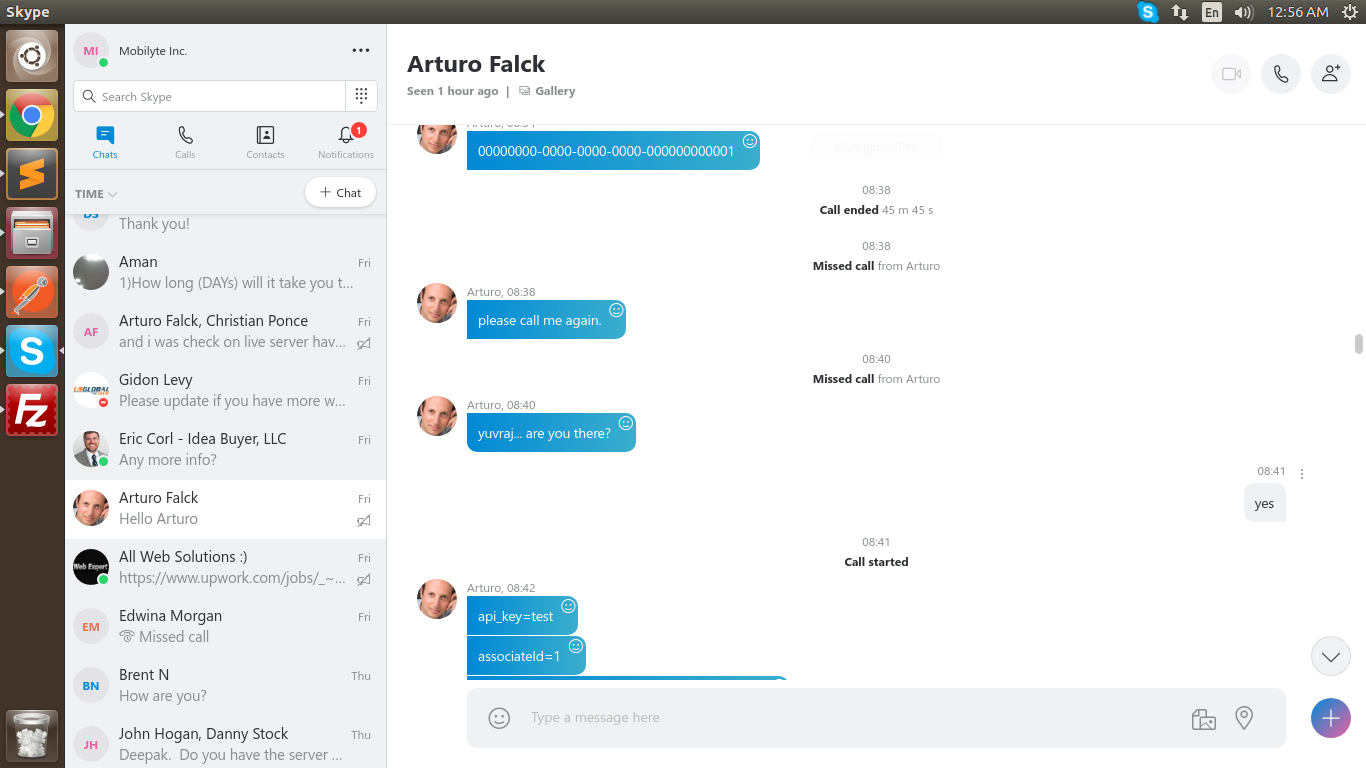 Skype
En
12:56 AM
MI
Mobilyte Inc.
Search Skype
Chats
Calls
Contacts
1
Notifications
TIME
+ Chat
DS
Thank you!
Aman
Fri
1)How long (DAYs) will it take you t...
AF
Arturo Falck, Christian Ponce
Fri
and i was check on live server hav...
USGLOBAL
Gidon Levy
Fri
Please update if you have more w...
Eric Corl - Idea Buyer, LLC
Fri
Any more info?
Arturo Falck
Fri
Hello Arturo
Web Expert
All Web Solutions :)
Fri
https://www.upwork.com/jobs/_~...
EM
Edwina Morgan
Fri
Missed call
BN
Brent N
Thu
How are you?
JH
John Hogan, Danny Stock
Thu
Deepak. Do you have the server ...
Arturo Falck
Seen 1 hour ago | Gallery
Arturo,
00000000-0000-0000-0000-000000000001
08:38
Call ended 45 m 45 s
08:38
Missed call from Arturo
Arturo, 08:38
please call me again.
08:40
Missed call from Arturo
Arturo, 08:40
yuvraj... are you there?
08:41
yes
08:41
Call started
Arturo, 08:42
api_key=test
associateId=1
Type a message here